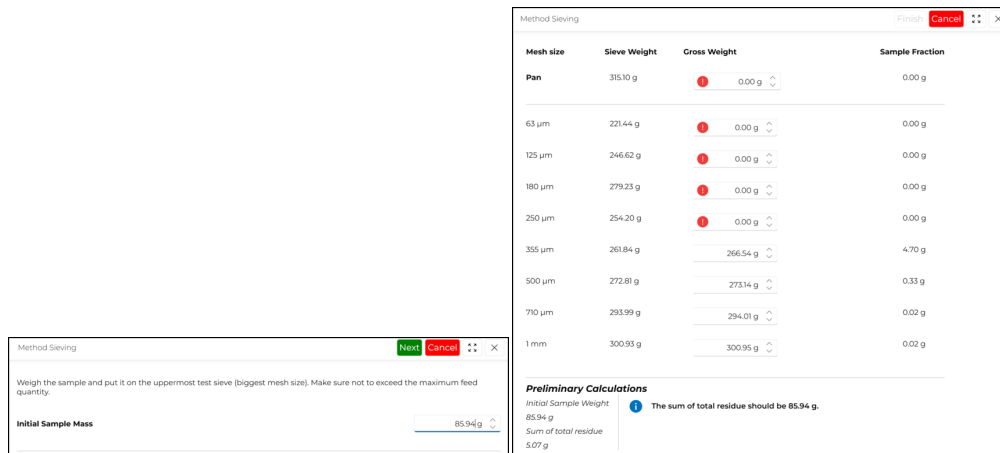 Method Sieving Next Cancel
Weigh the sample and put it on the uppermost test sieve (biggest mesh size). Make sure not to exceed the maximum feed
quantity.
Initial Sample Mass 85.94 g
Method Sieving Finish Cancel
Mesh size Sieve Weight Gross Weight Sample Fraction
Pan 315.10 g 0.00 g 0.00 g
63 µm 221.44 g 0.00 g 0.00 g
125 µm 246.62 g 0.00 g 0.00 g
180 µm 279.23 g 0.00 g 0.00 g
250 µm 254.20 g 0.00 g 0.00 g
355 µm 261.84 g 266.54 g 4.70 g
500 µm 272.81 g 273.14 g 0.33 g
710 µm 293.99 g 294.01 g 0.02 g
1 mm 300.93 g 300.95 g 0.02 g
Preliminary Calculations
Initial Sample Weight
85.94 g
Sum of total residue
5.07 g
The sum of total residue should be 85.94 g.